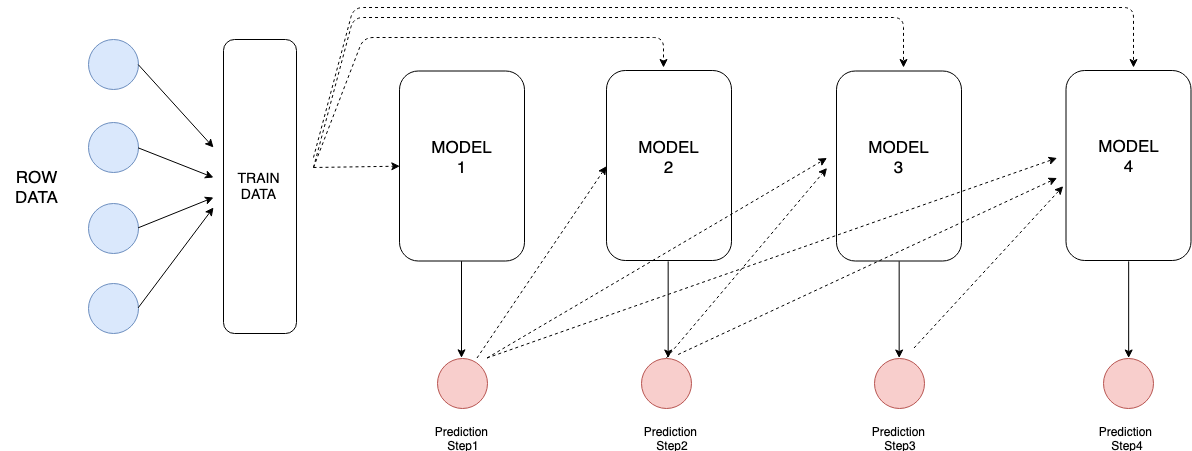 ROW
DATA
TRAIN
DATA
MODEL
1
MODEL
2
MODEL
3
MODEL
4
Prediction
Step1
Prediction
Step2
Prediction
Step3
Prediction
Step4